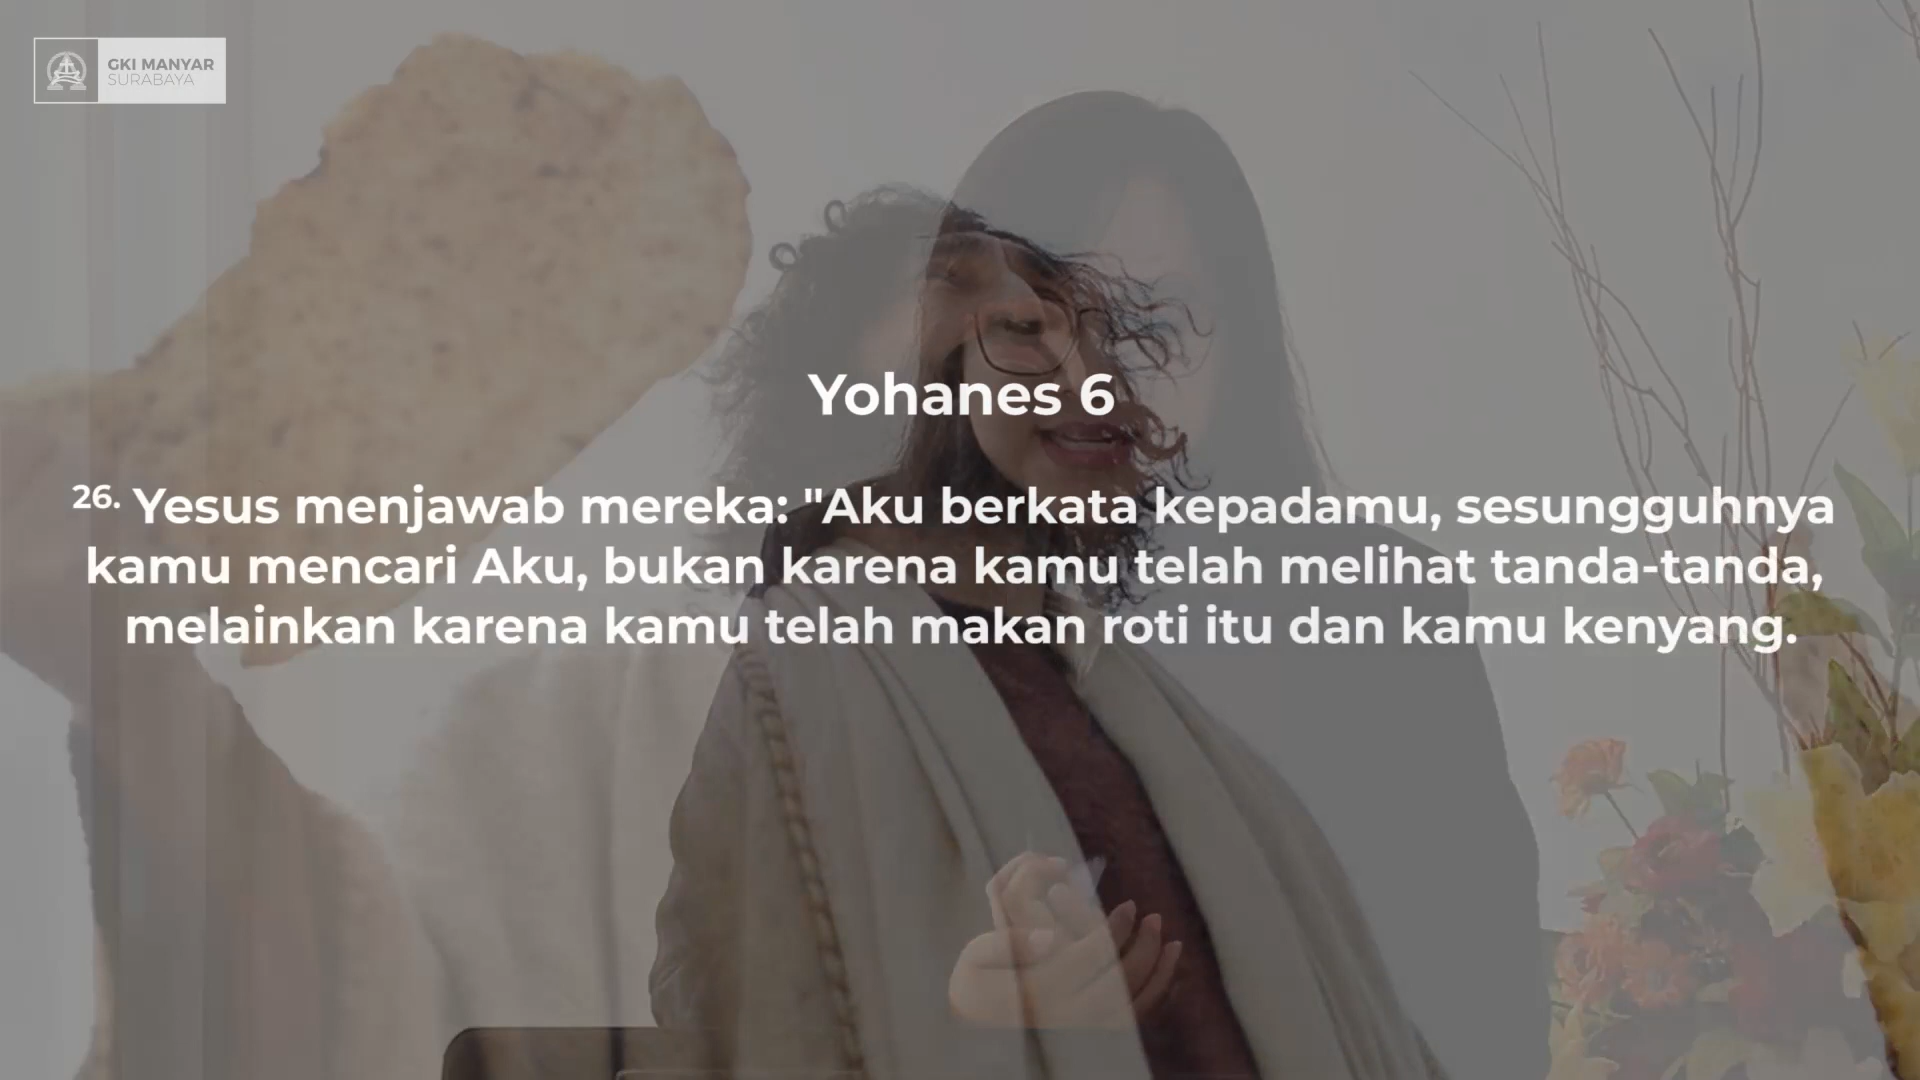 GKI MANYAR
SURABAYA
Yohanes 6
26. Yesus menjawab mereka: "Aku berkata kepadamu, sesungguhnya
kamu mencari Aku, bukan karena kamu telah melihat tanda-tanda,
melainkan karena kamu telah makan roti itu dan kamu kenyang.